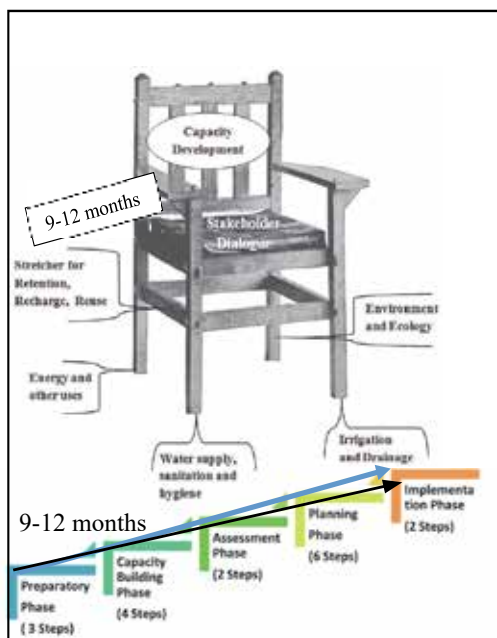 Capacity
Development
9-12 months
Stakeholder
Dialogue
Stretcher for
Retention,
Recharge, Reuse
Environment
and Ecology
Energy and
other uses
Water supply,
sanitation and
hygiene
Irrigation
and Drainage
9-12 months
Implementa
tion Phase
(2 Steps)
Planning
Phase
(6 Steps)
Assessment
Phase
(2 Steps)
Capacity
Building
Phase
(4 Steps)
Preparatory
Phase
( 3 Steps)